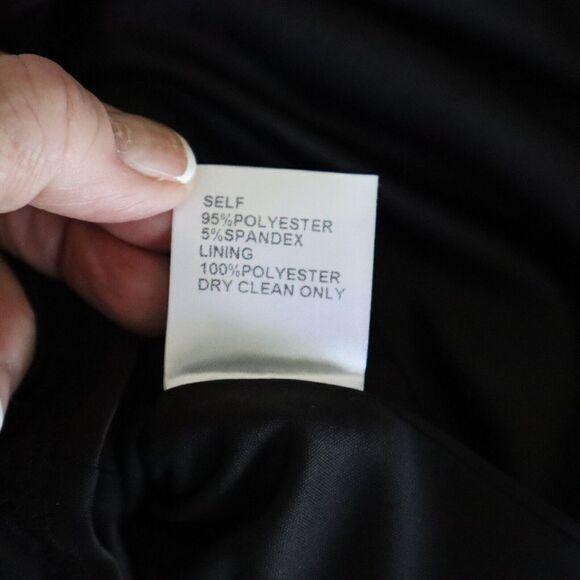 SELF
95%POLYESTER
5%SPANDEX
LINING
100%POLYESTER
DRY CLEAN ONLY